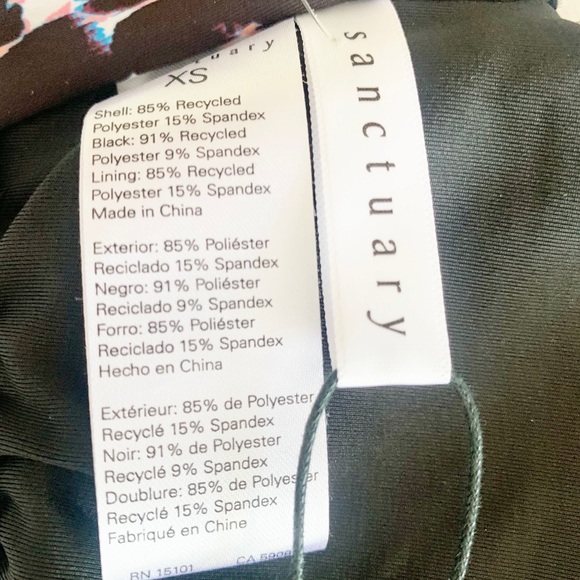 XS
Shell: 85% Recycled
Polyester 15% Spandex
Black: 91% Recycled
Polyester 9% Spandex
Lining: 85% Recycled
Polyester 15% Spandex
Made in China
Exterior: 85% Poliéster
Reciclado 15% Spandex
Negro: 91% Poliéster
Reciclado 9% Spandex
Forro: 85% Poliéster
Reciclado 15% Spandex
Hecho en China
Extérieur: 85% de Polyester
Recyclé 15% Spandex
Noir: 91% de Polyester
Recyclé 9% Spandex
Doublure: 85% de Polyester
Recyclé 15% Spandex
Fabriqué en Chine
RN 15101 CA
sanctuary